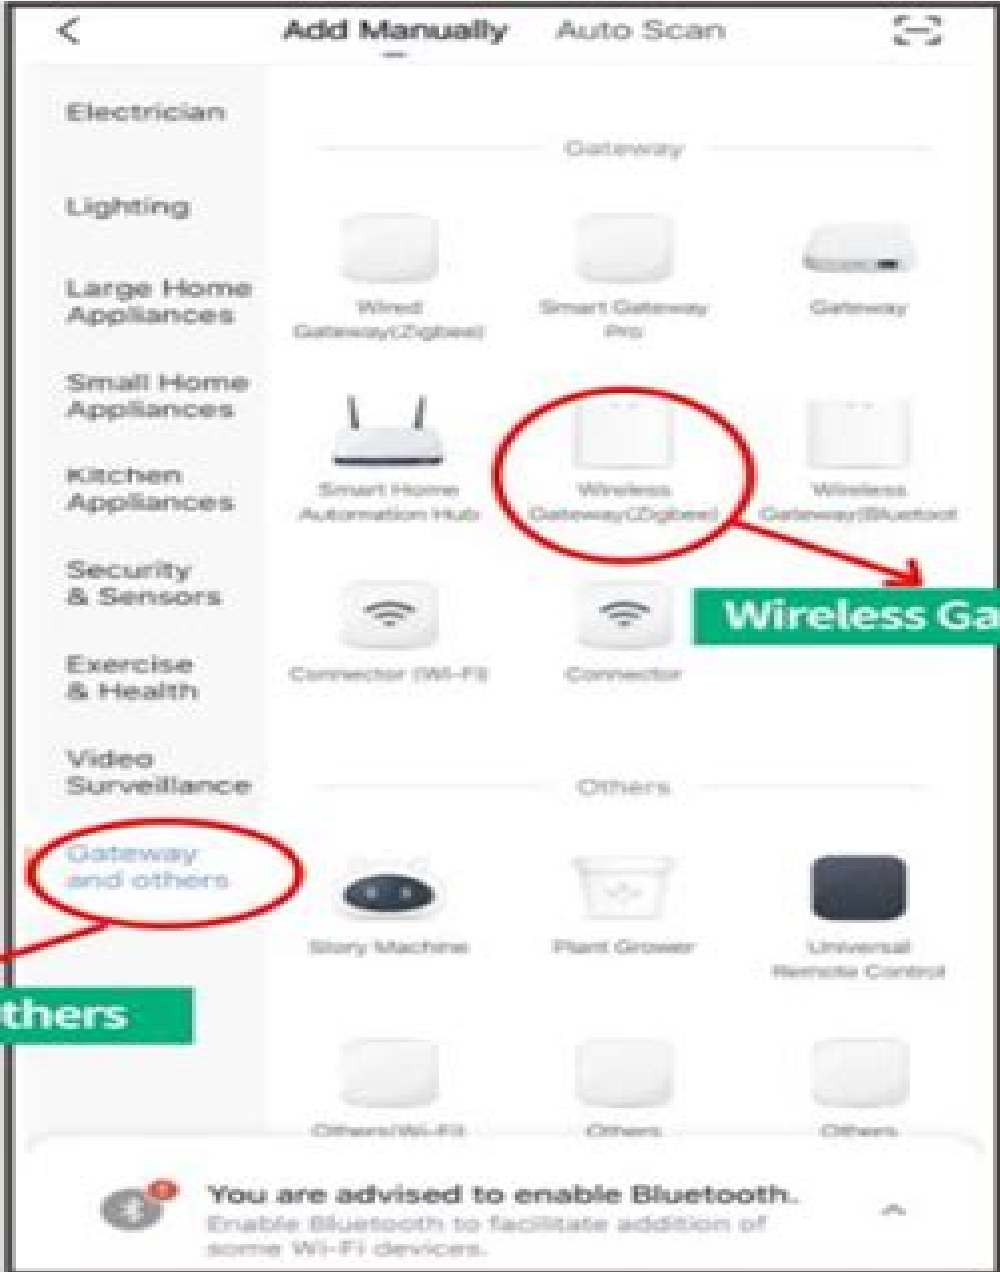 Add Manually Auto Scan
Electrician
Gateway
Lighting
Large Home
Appliances
Wired
Gateway(Zigbee)
Smart Gateway
Pro
Gateway
Small Home
Appliances
Kitchen
Appliances
Smart Home
Automation Hub
Wireless
Gateway(Zigbee)
Wireless
Gateway(Bluetoot
Security
& Sensors
Wireless Ga
Exercise
& Health
Connector (Wi-Fi)
Connector
Video
Surveillance
Others
Gateway
and others
Story Machine
Plant Grower
Universal
Remote Control
thers
Others(Wi-Fi)
Others
Others
You are advised to enable Bluetooth.
Enable Bluetooth to facilitate addition of
some Wi-Fi devices.